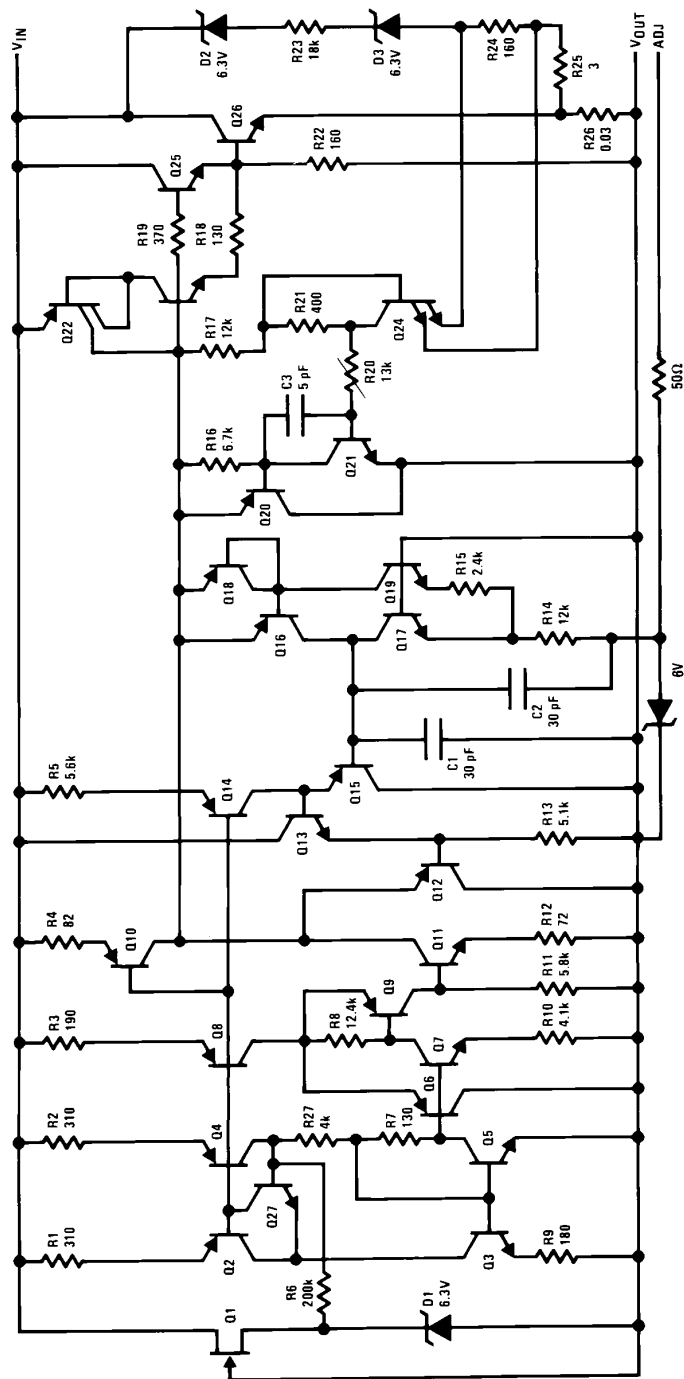 VIN
R1
310
R2
310
R3
190
R4
82
R5
5.6k
Q1
Q2
Q4
Q8
Q10
Q14
Q22
R19
370
Q25
Q26
D2
6.3V
R23
18k
D3
6.3V
R24
160
R25
3
R26
0.03
R22
160
R18
130
R17
12k
R21
400
Q24
R20
13k
C3
5 pF
R16
6.7k
Q20
Q21
Q18
Q16
Q19
Q17
R15
2.4k
R14
12k
C2
30 pF
C1
30 pF
Q15
Q13
R13
5.1k
Q12
R12
72
Q11
R11
5.8k
Q9
R8
12.4k
Q7
R10
4.1k
Q6
R27
4k
R7
130
Q5
Q27
Q3
R9
180
R6
200k
D1
6.3V
VOUT
ADJ
6V
50Ω